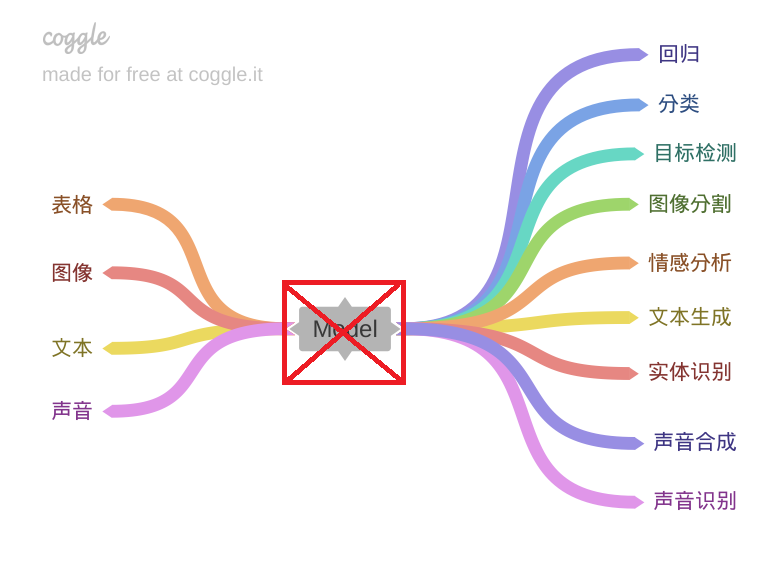 coggle
made for free at coggle.it
表格
图像
文本
声音
Model
回归
分类
目标检测
图像分割
情感分析
文本生成
实体识别
声音合成
声音识别